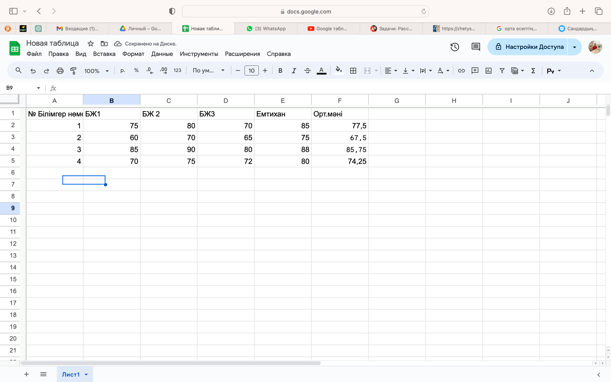 docs.google.com
Входящие (1)...
Личный – Go...
Новая табли...
(3) WhatsApp
Google табл...
Задачи: Расс...
https://jihatys...
орта есептіңь...
Сандардың...
Новая таблица Сохранено на Диске.
Файл Правка Вид Вставка Формат Данные Инструменты Расширения Справка
Настройки Доступа
100% р. % .0 .00 123 По ум... 10 B I A Σ Ру
B9 fx
A B C D E F G H I J
1 № Білімгер нөмі БЖ1 БЖ 2 БЖ3 Емтихан Орт.мәні
2 1 75 80 70 85 77,5
3 2 60 70 65 75 67,5
4 3 85 90 80 88 85,75
5 4 70 75 72 80 74,25
6
7
8
9
10
11
12
13
14
15
16
17
18
19
20
21
Лист1